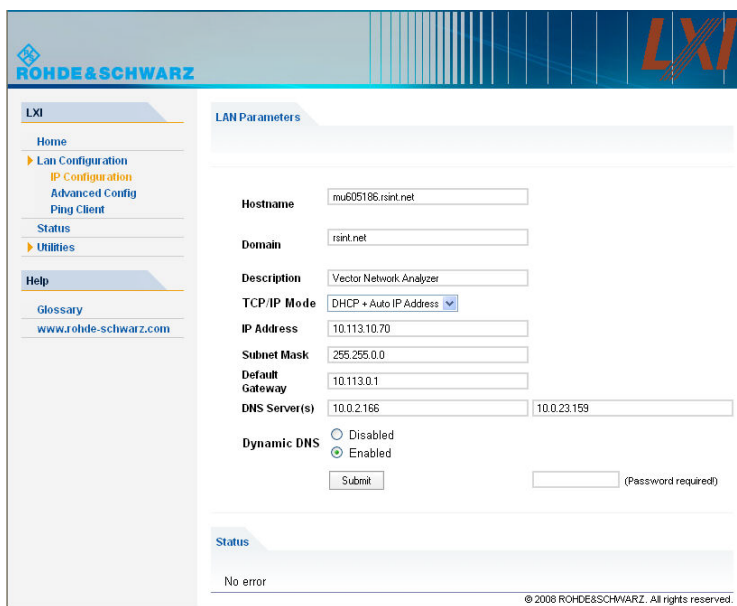 ROHDE&SCHWARZ
LXI
LXI
Home
Lan Configuration
IP Configuration
Advanced Config
Ping Client
Status
Utilities
Help
Glossary
www.rohde-schwarz.com
LAN Parameters
Hostname mu605186.rsint.net
Domain rsint.net
Description Vector Network Analyzer
TCP/IP Mode DHCP + Auto IP Address
IP Address 10.113.10.70
Subnet Mask 255.255.0.0
Default
Gateway 10.113.0.1
DNS Server(s) 10.0.2.166 10.0.23.159
Dynamic DNS Disabled
Enabled
Submit (Password required!)
Status
No error
© 2008 ROHDE&SCHWARZ. All rights reserved.